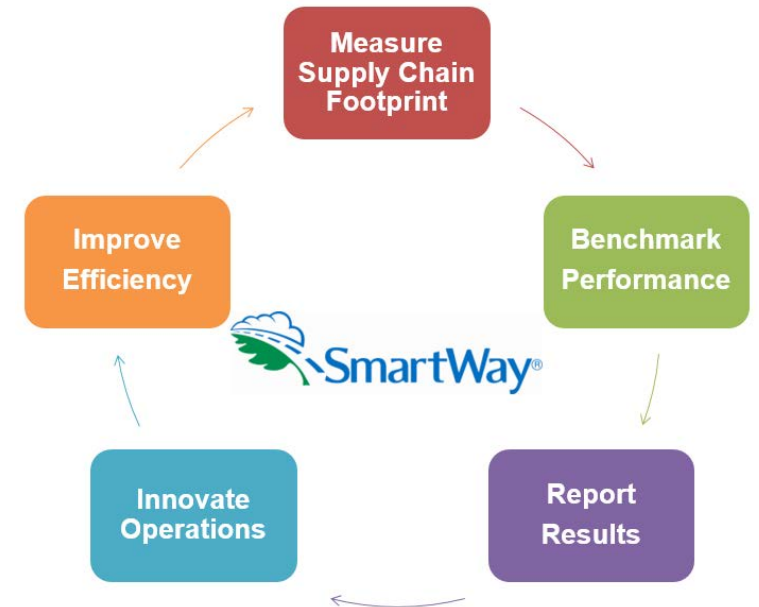 Measure
Supply Chain
Footprint
Improve
Efficiency
Benchmark
Performance
SmartWay®
Innovate
Operations
Report
Results